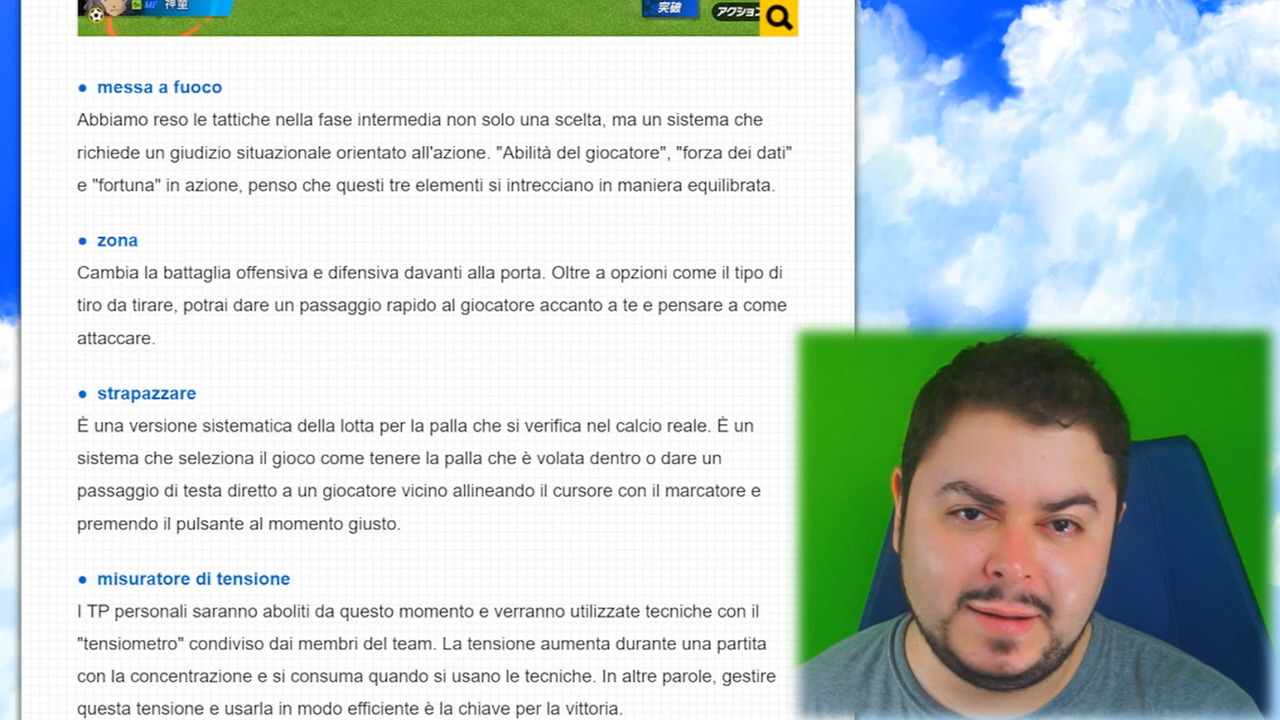 MF 神童
突破
アクション
● messa a fuoco
Abbiamo reso le tattiche nella fase intermedia non solo una scelta, ma un sistema che
richiede un giudizio situazionale orientato all'azione. "Abilità del giocatore", "forza dei dati"
e "fortuna" in azione, penso che questi tre elementi si intrecciano in maniera equilibrata.
● zona
Cambia la battaglia offensiva e difensiva davanti alla porta. Oltre a opzioni come il tipo di
tiro da tirare, potrai dare un passaggio rapido al giocatore accanto a te e pensare a come
attaccare.
● strapazzare
È una versione sistematica della lotta per la palla che si verifica nel calcio reale. È un
sistema che seleziona il gioco come tenere la palla che è volata dentro o dare un
passaggio di testa diretto a un giocatore vicino allineando il cursore con il marcatore e
premendo il pulsante al momento giusto.
● misuratore di tensione
I TP personali saranno aboliti da questo momento e verranno utilizzate tecniche con il
"tensiometro" condiviso dai membri del team. La tensione aumenta durante una partita
con la concentrazione e si consuma quando si usano le tecniche. In altre parole, gestire
questa tensione e usarla in modo efficiente è la chiave per la vittoria.